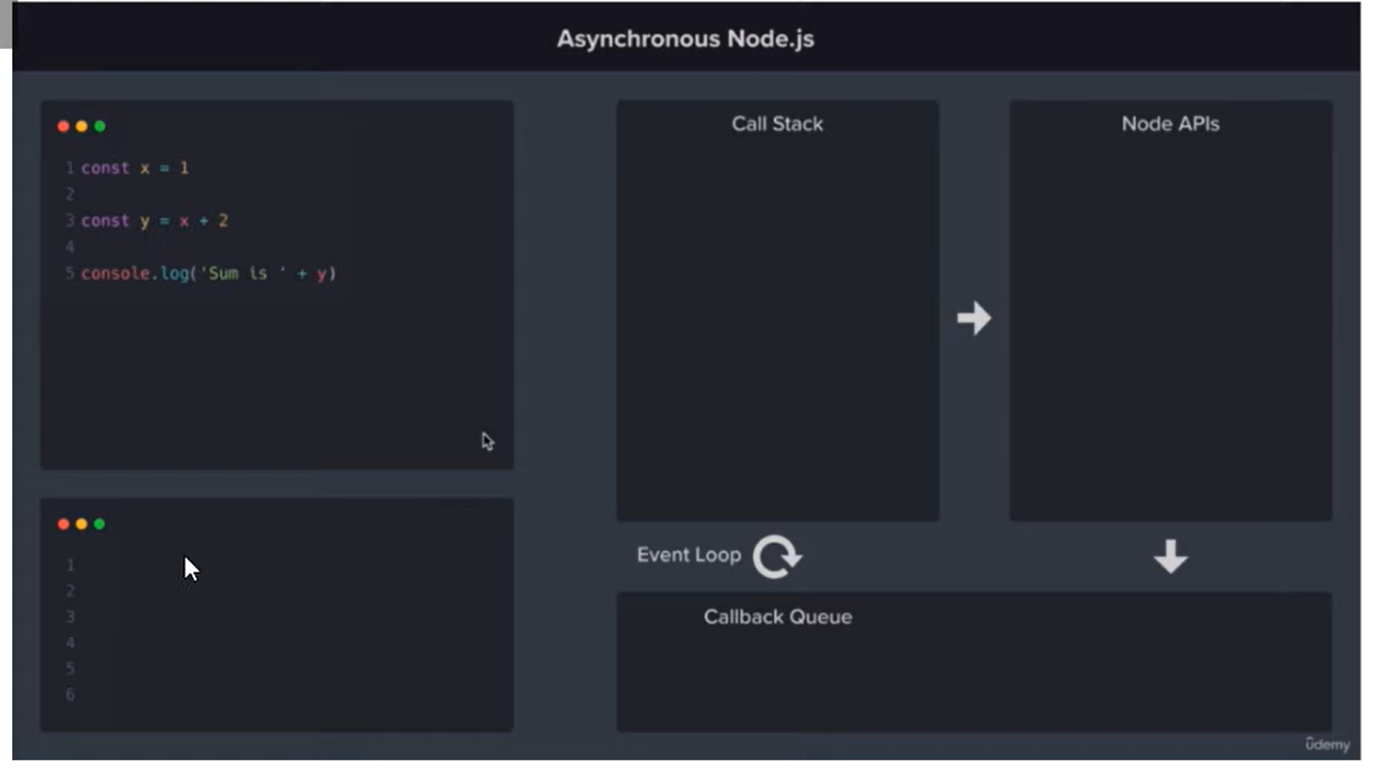 Asynchronous Node.js
1 const x = 1
2
3 const y = x + 2
4
5 console.log('Sum is ' + y)
1
2
3
4
5
6
Call Stack
Node APIs
Event Loop
Callback Queue
ûdemy